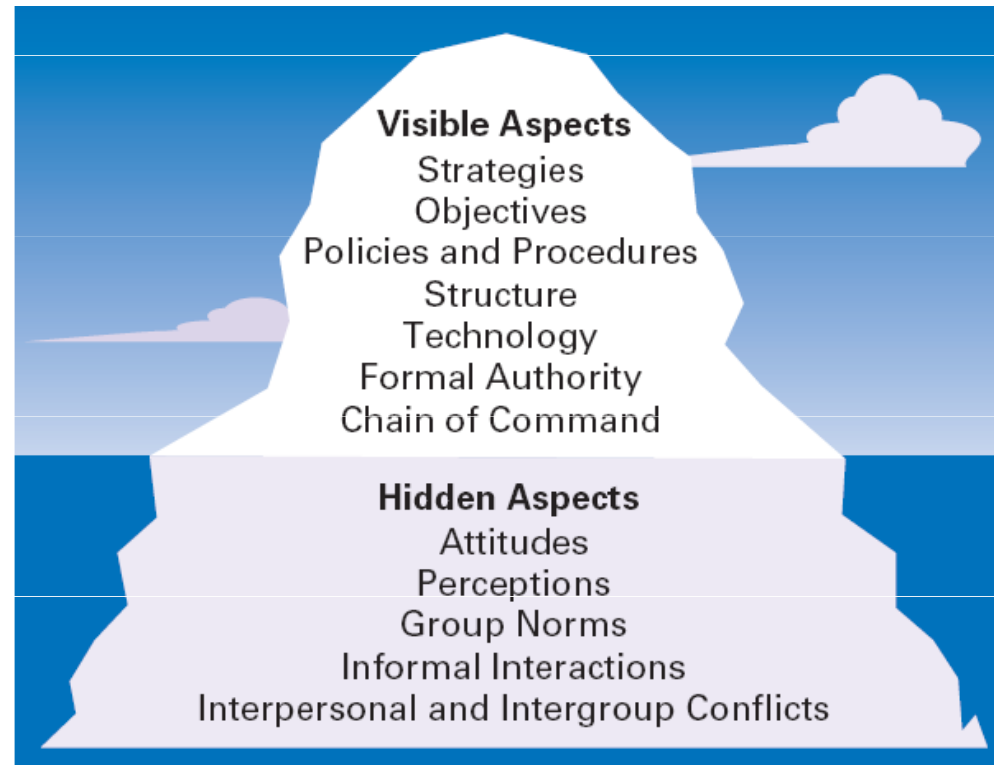 Visible Aspects
Strategies
Objectives
Policies and Procedures
Structure
Technology
Formal Authority
Chain of Command
Hidden Aspects
Attitudes
Perceptions
Group Norms
Informal Interactions
Interpersonal and Intergroup Conflicts